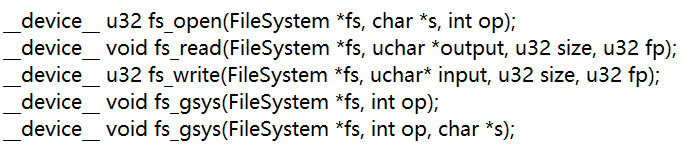 __device__ u32 fs_open(FileSystem *fs, char *s, int op);
__device__ void fs_read(FileSystem *fs, uchar *output, u32 size, u32 fp);
__device__ u32 fs_write(FileSystem *fs, uchar* input, u32 size, u32 fp);
__device__ void fs_gsys(FileSystem *fs, int op);
__device__ void fs_gsys(FileSystem *fs, int op, char *s);